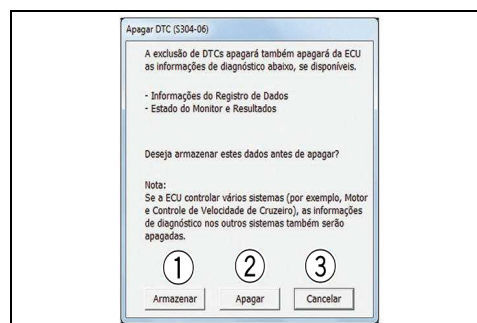 Apagar DTC (S304-06)
A exclusão de DTCs apagará também apagará da ECU
as informações de diagnóstico abaixo, se disponíveis.
- Informações do Registro de Dados
- Estado do Monitor e Resultados
Deseja armazenar estes dados antes de apagar?
Nota:
Se a ECU controlar vários sistemas (por exemplo, Motor
e Controle de Velocidade de Cruzeiro), as informações
de diagnóstico nos outros sistemas também serão
apagadas.
1 2 3
Armazenar Apagar Cancelar